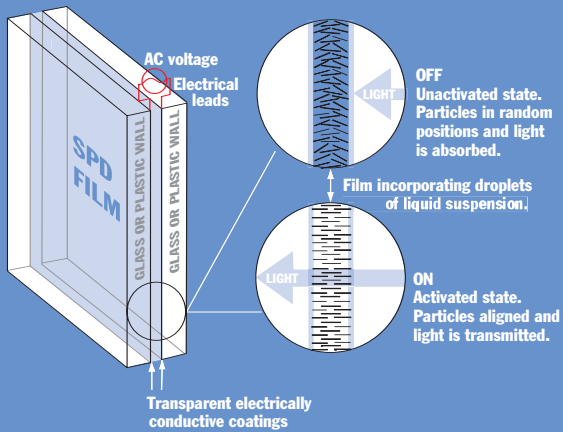 AC voltage
Electrical
leads
SPD
FILM
GLASS OR PLASTIC WALL
GLASS OR PLASTIC WALL
LIGHT
OFF
Unactivated state.
Particles in random
positions and light
is absorbed.
Film incorporating droplets
of liquid suspension.
LIGHT
ON
Activated state.
Particles aligned and
light is transmitted.
Transparent electrically
conductive coatings